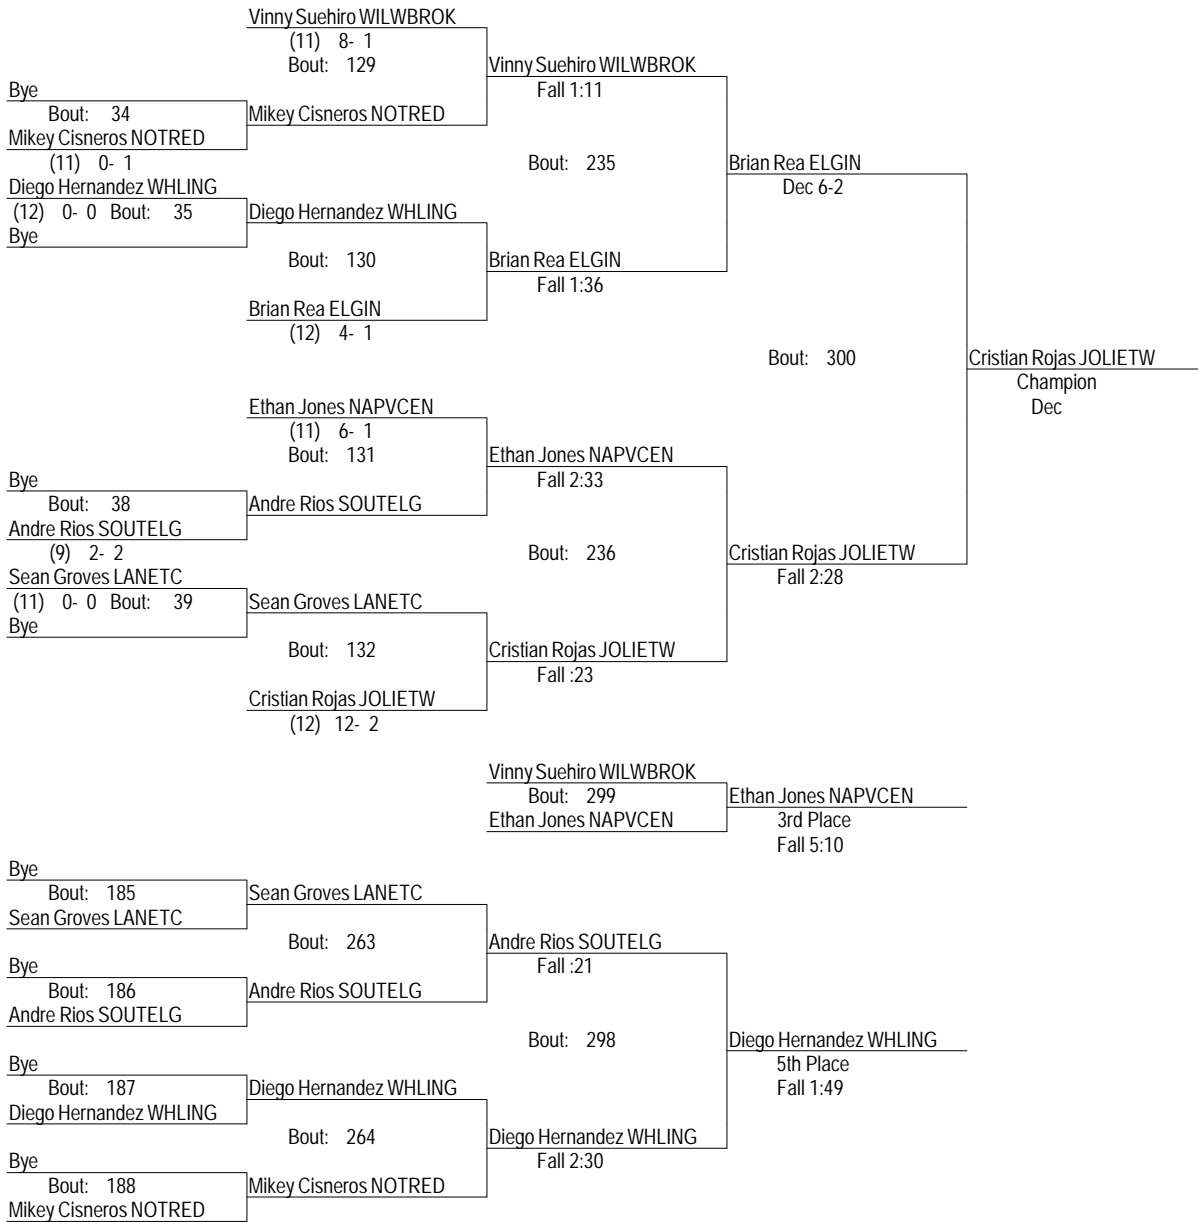 Vinny Suehiro WILWBROK
(11) 8- 1
Bout: 129
Vinny Suehiro WILWBROK
Fall 1:11
Bye
Bout: 34
Mikey Cisneros NOTRED
Mikey Cisneros NOTRED
(11) 0- 1
Bout: 235
Brian Rea ELGIN
Dec 6-2
Diego Hernandez WHLING
(12) 0- 0 Bout: 35
Diego Hernandez WHLING
Bye
Bout: 130
Brian Rea ELGIN
Fall 1:36
Brian Rea ELGIN
(12) 4- 1
Bout: 300
Cristian Rojas JOLIETW
Champion
Dec
Ethan Jones NAPVCEN
(11) 6- 1
Bout: 131
Ethan Jones NAPVCEN
Fall 2:33
Bye
Bout: 38
Andre Rios SOUTELG
Andre Rios SOUTELG
(9) 2- 2
Bout: 236
Cristian Rojas JOLIETW
Fall 2:28
Sean Groves LANETC
(11) 0- 0 Bout: 39
Sean Groves LANETC
Bye
Bout: 132
Cristian Rojas JOLIETW
Fall :23
Cristian Rojas JOLIETW
(12) 12- 2
Vinny Suehiro WILWBROK
Bout: 299
Ethan Jones NAPVCEN
Ethan Jones NAPVCEN
3rd Place
Fall 5:10
Bye
Bout: 185
Sean Groves LANETC
Sean Groves LANETC
Bout: 263
Andre Rios SOUTELG
Fall :21
Bye
Bout: 186
Andre Rios SOUTELG
Andre Rios SOUTELG
Bout: 298
Diego Hernandez WHLING
5th Place
Fall 1:49
Bye
Bout: 187
Diego Hernandez WHLING
Diego Hernandez WHLING
Bout: 264
Diego Hernandez WHLING
Fall 2:30
Bye
Bout: 188
Mikey Cisneros NOTRED
Mikey Cisneros NOTRED